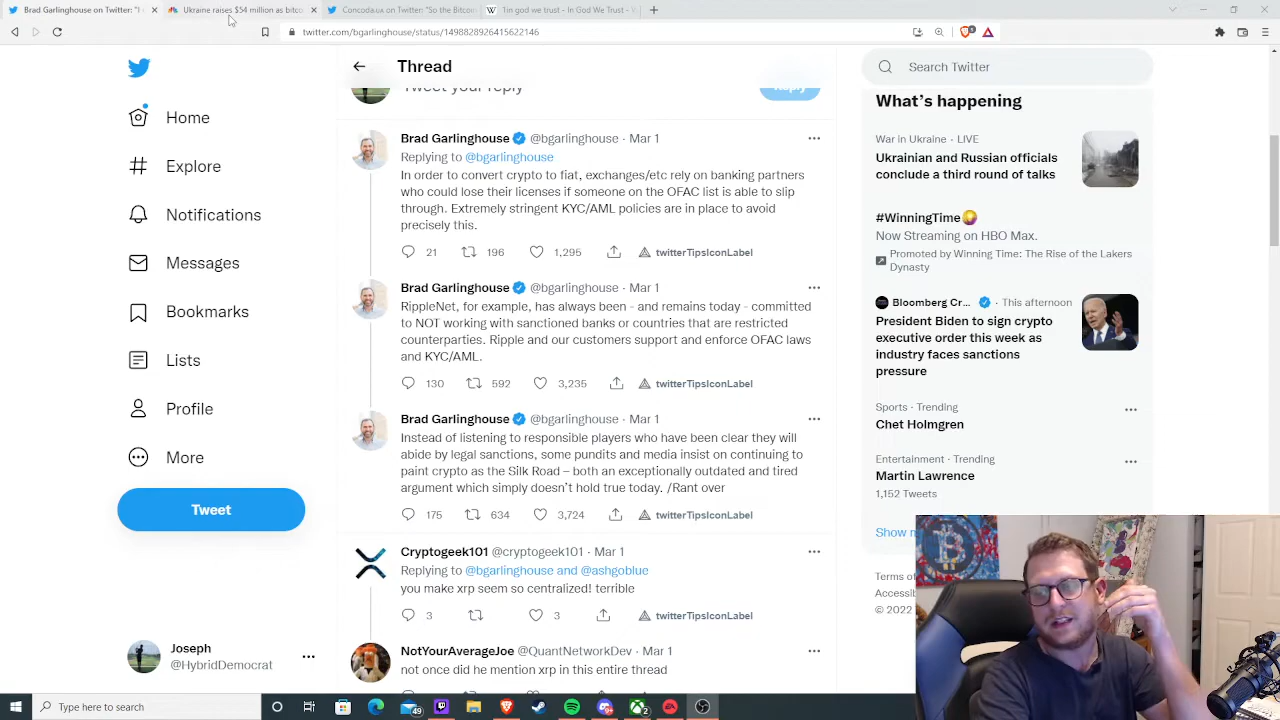 Brad Garlinghouse on Twitter: "
Ukraine raises $54 million as bitco
Concoda.ux on Twitter: "So the Bitcoin
Tin god we trust - In God We Trust - W
twitter.com/bgarlinghouse/status/1498828926415622146
Thread
Tweet your reply
Reply
Search Twitter
Home
Explore
Notifications
Messages
Bookmarks
Lists
Profile
More
Tweet
Joseph
@HybridDemocrat
Brad Garlinghouse @bgarlinghouse · Mar 1
Replying to @bgarlinghouse
In order to convert crypto to fiat, exchanges/etc rely on banking partners
who could lose their licenses if someone on the OFAC list is able to slip
through. Extremely stringent KYC/AML policies are in place to avoid
precisely this.
21 196 1,295 twitterTipsIconLabel
Brad Garlinghouse @bgarlinghouse · Mar 1
RippleNet, for example, has always been - and remains today - committed
to NOT working with sanctioned banks or countries that are restricted
counterparties. Ripple and our customers support and enforce OFAC laws
and KYC/AML.
130 592 3,235 twitterTipsIconLabel
Brad Garlinghouse @bgarlinghouse · Mar 1
Instead of listening to responsible players who have been clear they will
abide by legal sanctions, some pundits and media insist on continuing to
paint crypto as the Silk Road – both an exceptionally outdated and tired
argument which simply doesn't hold true today. /Rant over
175 634 3,724 twitterTipsIconLabel
Cryptogeek101 @cryptogeek101 · Mar 1
Replying to @bgarlinghouse and @ashgoblue
you make xrp seem so centralized! terrible
3 3 twitterTipsIconLabel
NotYourAverageJoe @QuantNetworkDev · Mar 1
not once did he mention xrp in this entire thread
What's happening
War in Ukraine · LIVE
Ukrainian and Russian officials
conclude a third round of talks
#WinningTime
Now Streaming on HBO Max.
Promoted by Winning Time: The Rise of the Lakers
Dynasty
Bloomberg Cr... · This afternoon
President Biden to sign crypto
executive order this week as
industry faces sanctions
pressure
Sports · Trending
Chet Holmgren
Entertainment · Trending
Martin Lawrence
1,152 Tweets
Show
Terms of
© 2022
Type here to search
49
2